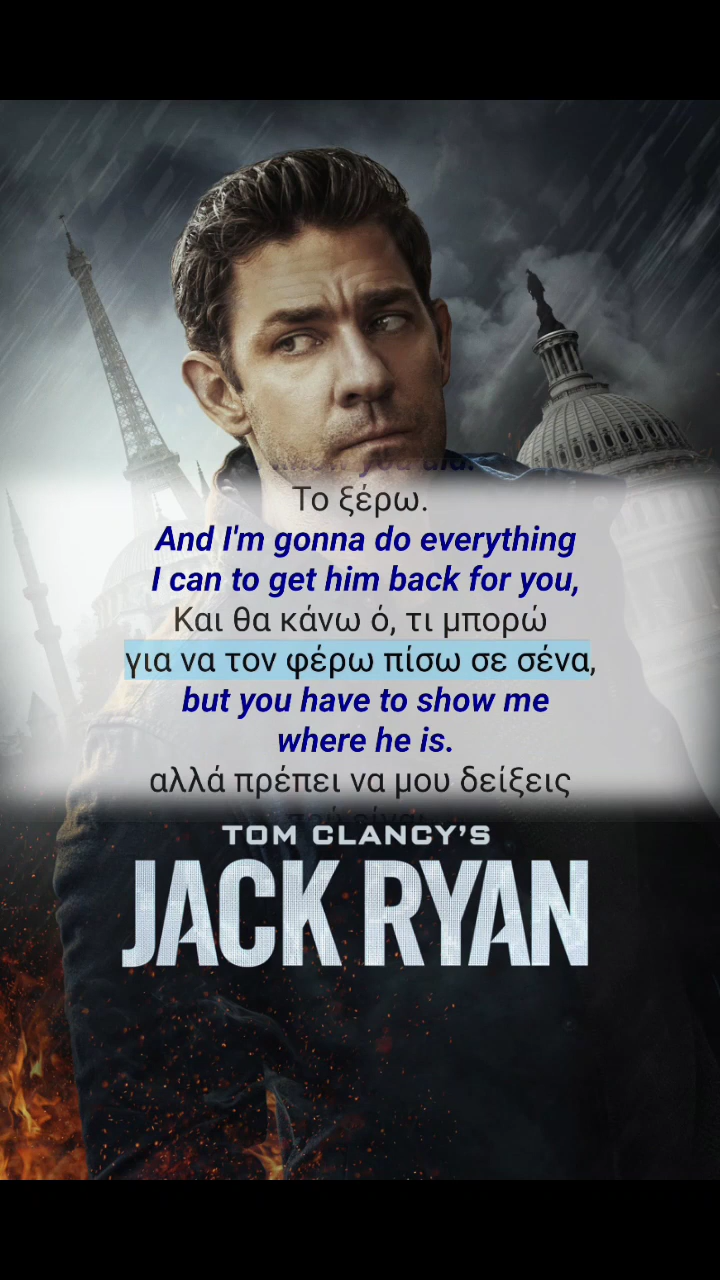 Το ξέρω.
And I'm gonna do everything
I can to get him back for you,
Και θα κάνω ό, τι μπορώ
για να τον φέρω πίσω σε σένα,
but you have to show me
where he is.
αλλά πρέπει να μου δείξεις
TOM CLANCY'S
JACK RYAN